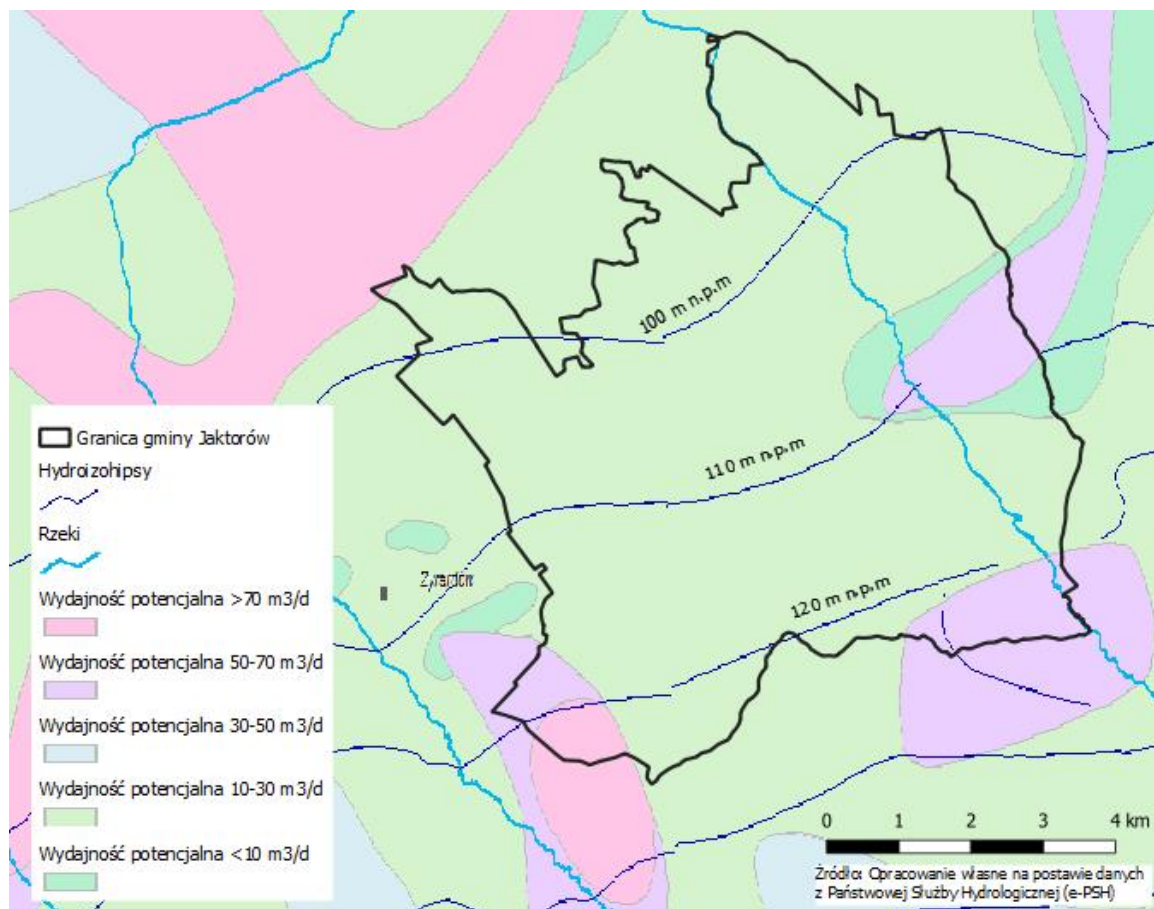 100 m n.p.m
110 m n.p.m
120 m n.p.m
Granica gminy Jaktorów
Hydroizohipsy
Rzeki
Wydajność potencjalna >70 m3/d
Wydajność potencjalna 50-70 m3/d
Wydajność potencjalna 30-50 m3/d
Wydajność potencjalna 10-30 m3/d
Wydajność potencjalna <10 m3/d
0 1 2 3 4 km
Źródło: Opracowanie własne na postawie danych
z Państwowej Służby Hydrologicznej (e-PSH)